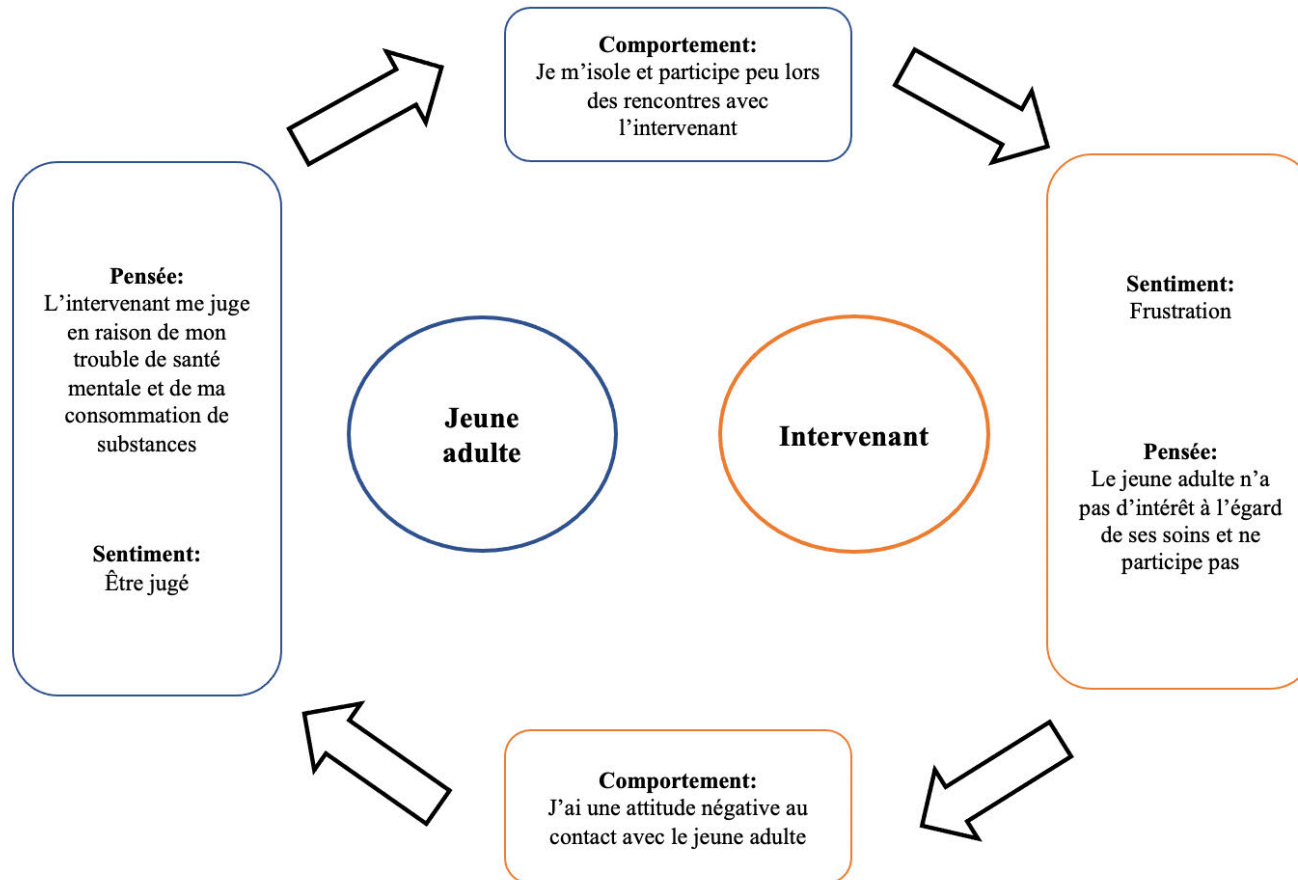 Comportement:
Je m’isole et participe peu lors
des rencontres avec
l’intervenant
Pensée:
L’intervenant me juge
en raison de mon
trouble de santé
mentale et de ma
consommation de
substances
Sentiment:
Être jugé
Jeune
adulte
Intervenant
Sentiment:
Frustration
Pensée:
Le jeune adulte n’a
pas d’intérêt à l’égard
de ses soins et ne
participe pas
Comportement:
J’ai une attitude négative au
contact avec le jeune adulte